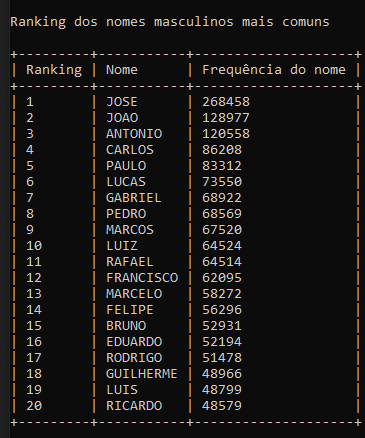 Ranking dos nomes masculinos mais comuns
+---------+-----------+--------------------+
| Ranking | Nome      | Frequência do nome |
+---------+-----------+--------------------+
| 1       | JOSE      | 268458             |
| 2       | JOAO      | 128977             |
| 3       | ANTONIO   | 120558             |
| 4       | CARLOS    | 86208              |
| 5       | PAULO     | 83312              |
| 6       | LUCAS     | 73550              |
| 7       | GABRIEL   | 68922              |
| 8       | PEDRO     | 68569              |
| 9       | MARCOS    | 67520              |
| 10      | LUIZ      | 64524              |
| 11      | RAFAEL    | 64514              |
| 12      | FRANCISCO | 62095              |
| 13      | MARCELO   | 58272              |
| 14      | FELIPE    | 56296              |
| 15      | BRUNO     | 52931              |
| 16      | EDUARDO   | 52194              |
| 17      | RODRIGO   | 51478              |
| 18      | GUILHERME | 48966              |
| 19      | LUIS      | 48799              |
| 20      | RICARDO   | 48579              |
+---------+-----------+--------------------+